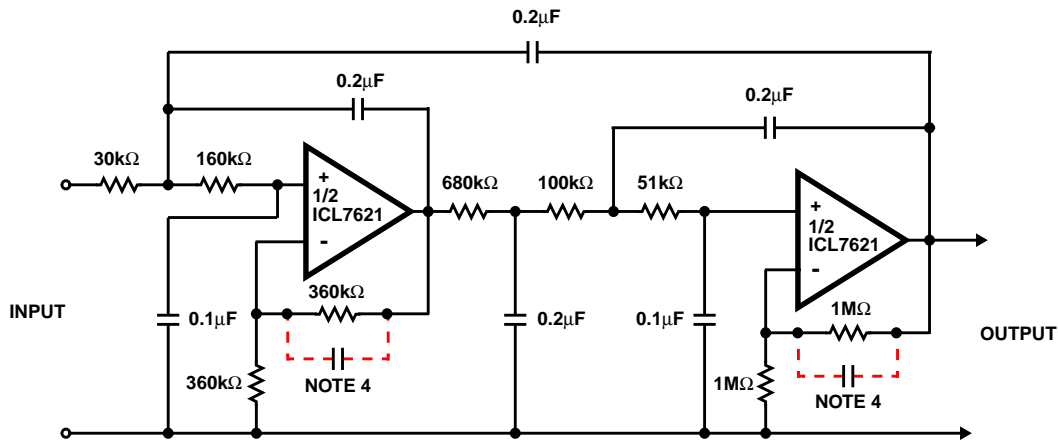 0.2μF
0.2μF
0.2μF
30kΩ
160kΩ
680kΩ
100kΩ
51kΩ
+
1/2
ICL7621
-
+
1/2
ICL7621
-
INPUT
0.1μF
360kΩ
0.2μF
0.1μF
1MΩ
OUTPUT
360kΩ
NOTE 4
1MΩ
NOTE 4